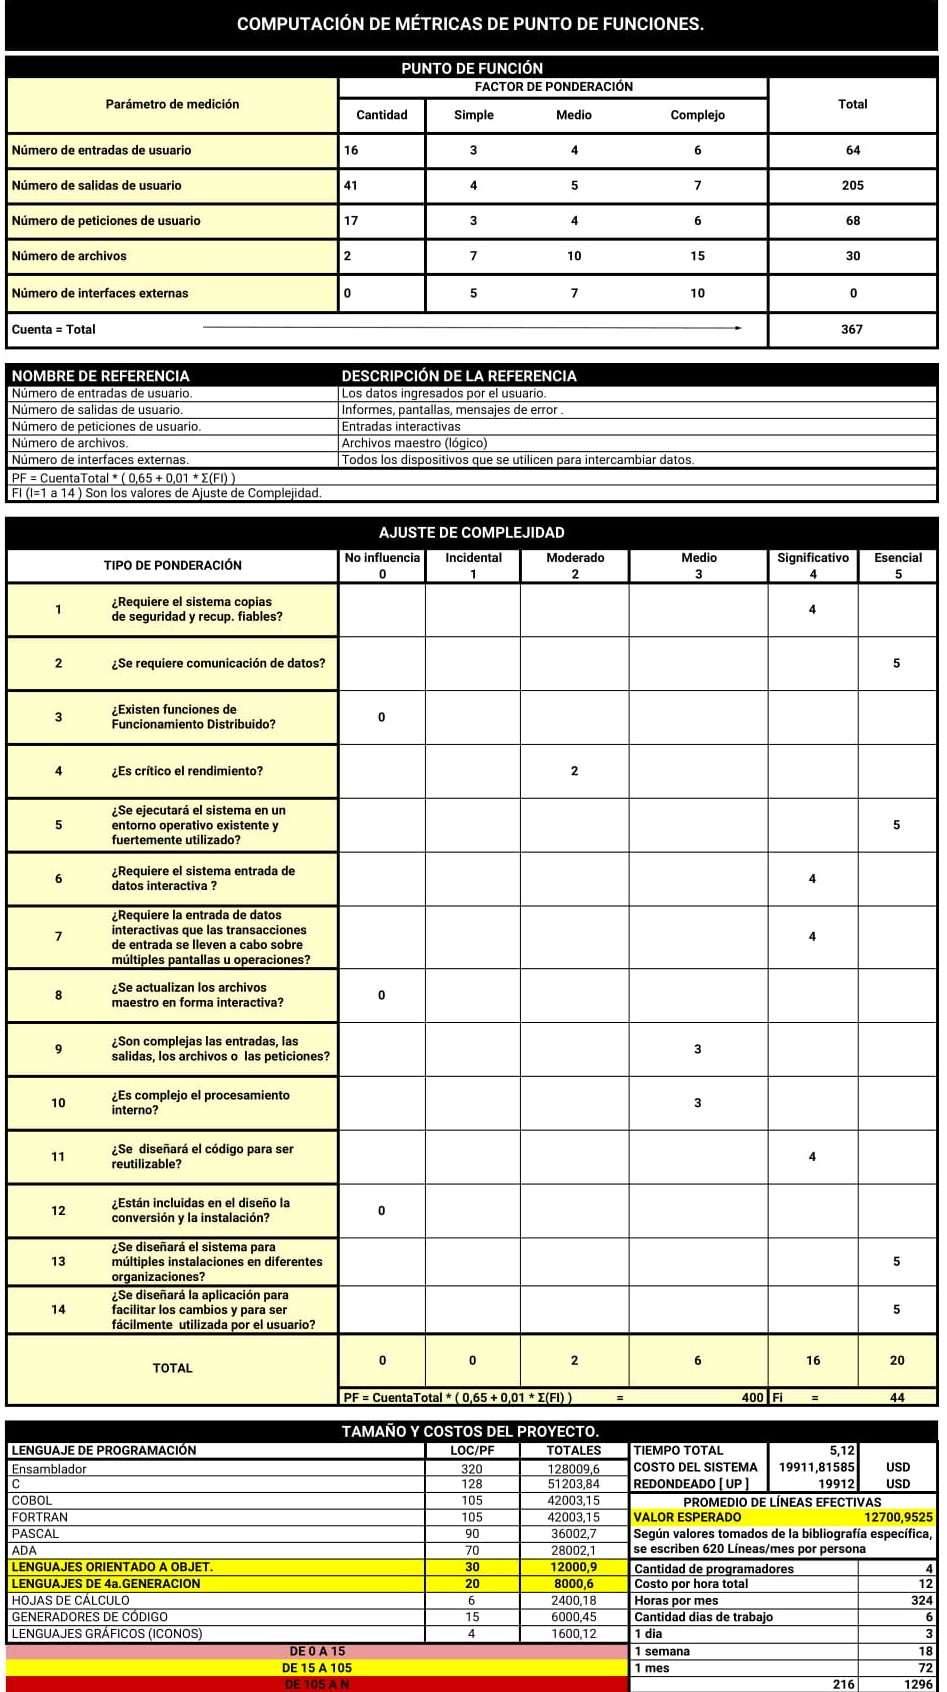 COMPUTACIÓN DE MÉTRICAS DE PUNTO DE FUNCIONES.
PUNTO DE FUNCIÓN
Parámetro de medición FACTOR DE PONDERACIÓN Total
Cantidad Simple Medio Complejo
Número de entradas de usuario 16 3 4 6 64
Número de salidas de usuario 41 4 5 7 205
Número de peticiones de usuario 17 3 4 6 68
Número de archivos 2 7 10 15 30
Número de interfaces externas 0 5 7 10 0
Cuenta = Total 367
NOMBRE DE REFERENCIA DESCRIPCIÓN DE LA REFERENCIA
Número de entradas de usuario. Los datos ingresados por el usuario.
Número de salidas de usuario. Informes, pantallas, mensajes de error .
Número de peticiones de usuario. Entradas interactivas
Número de archivos. Archivos maestro (lógico)
Número de interfaces externas. Todos los dispositivos que se utilicen para intercambiar datos.
PF = CuentaTotal * ( 0,65 + 0,01 * Σ(FI) )
FI (I=1 a 14 ) Son los valores de Ajuste de Complejidad.
AJUSTE DE COMPLEJIDAD
TIPO DE PONDERACIÓN No influencia Incidental Moderado Medio Significativo Esencial
0 1 2 3 4 5
1 ¿Requiere el sistema copias
de seguridad y recup. fiables? 4
2 ¿Se requiere comunicación de datos? 5
3 ¿Existen funciones de
Funcionamiento Distribuido? 0
4 ¿Es crítico el rendimiento? 2
5 ¿Se ejecutará el sistema en un
entorno operativo existente y
fuertemente utilizado? 5
6 ¿Requiere el sistema entrada de
datos interactiva ? 4
7 ¿Requiere la entrada de datos
interactivas que las transacciones
de entrada se lleven a cabo sobre
múltiples pantallas u operaciones? 4
8 ¿Se actualizan los archivos
maestro en forma interactiva? 0
9 ¿Son complejas las entradas, las
salidas, los archivos o las peticiones? 3
10 ¿Es complejo el procesamiento
interno? 3
11 ¿Se diseñará el código para ser
reutilizable? 4
12 ¿Están incluidas en el diseño la
conversión y la instalación? 0
13 ¿Se diseñará el sistema para
múltiples instalaciones en diferentes
organizaciones? 5
14 ¿Se diseñará la aplicación para
facilitar los cambios y para ser
fácilmente utilizada por el usuario? 5
TOTAL 0 0 2 6 16 20
PF = CuentaTotal * ( 0,65 + 0,01 * Σ(FI) ) = 400 Fi = 44
TAMAÑO Y COSTOS DEL PROYECTO.
LENGUAJE DE PROGRAMACIÓN LOC/PF TOTALES TIEMPO TOTAL 5,12
Ensamblador 320 128009,6 COSTO DEL SISTEMA 19911,81585 USD
C 128 51203,84 REDONDEADO [ UP ] 19912 USD
COBOL 105 42003,15 PROMEDIO DE LÍNEAS EFECTIVAS
FORTRAN 105 42003,15 VALOR ESPERADO 12700,9525
PASCAL 90 36002,7 Según valores tomados de la bibliografía específica,
ADA 70 28002,1 se escriben 620 Líneas/mes por persona
LENGUAJES ORIENTADO A OBJET. 30 12000,9 Cantidad de programadores 4
LENGUAJES DE 4a.GENERACION 20 8000,6 Costo por hora total 12
HOJAS DE CÁLCULO 6 2400,18 Horas por mes 324
GENERADORES DE CÓDIGO 15 6000,45 Cantidad dias de trabajo 6
LENGUAJES GRÁFICOS (ICONOS) 4 1600,12 1 dia 3
DE 0 A 15 1 semana 18
DE 15 A 105 1 mes 72
DE 105 A N 216 1296